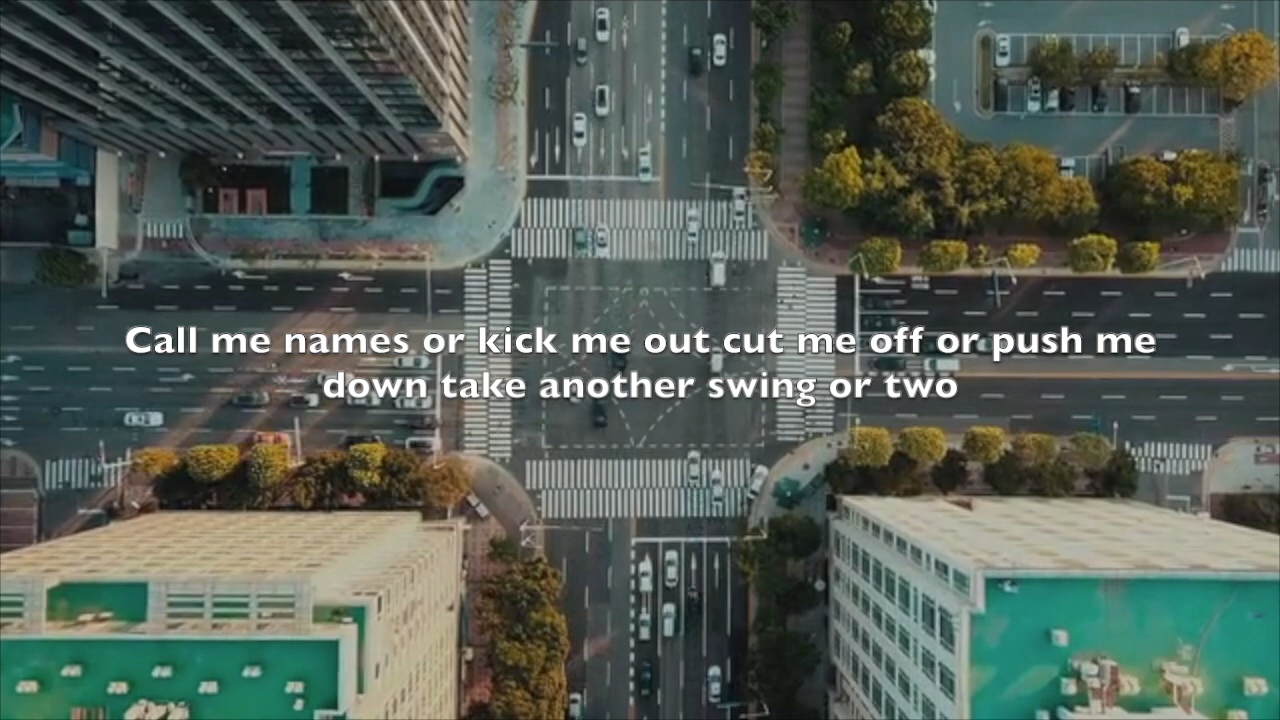 Call me names or kick me out cut me off or push me
down take another swing or two